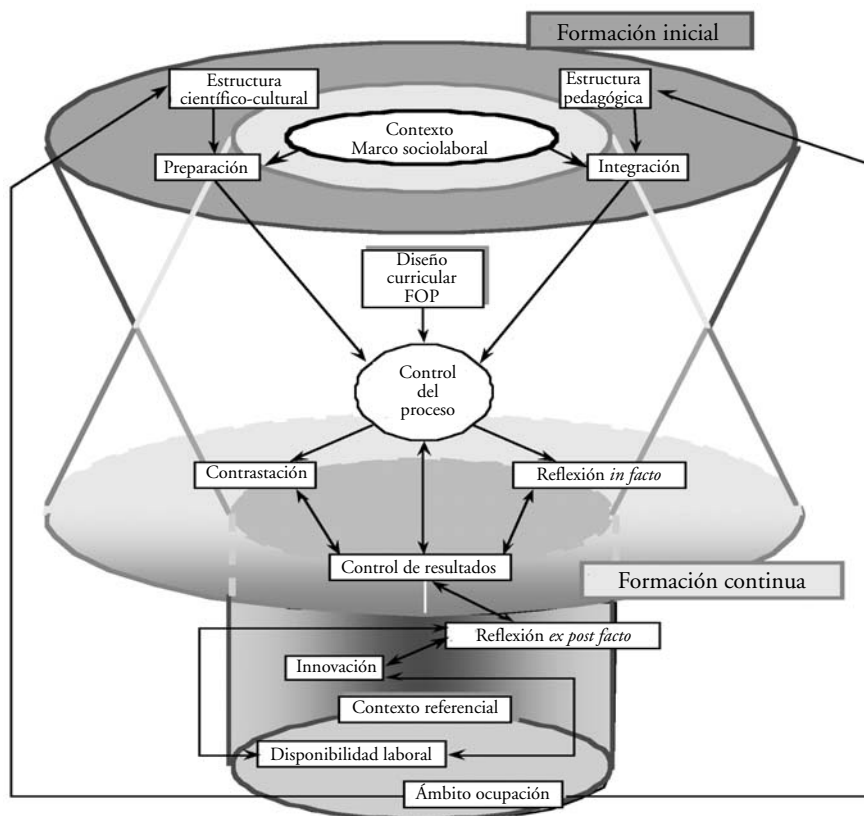 Formación inicial
Estructura
científico-cultural
Estructura
pedagógica
Contexto
Marco sociolaboral
Preparación
Integración
Diseño
curricular
FOP
Control
del
proceso
Contrastación
Reflexión in facto
Control de resultados
Formación continua
Reflexión ex post facto
Innovación
Contexto referencial
Disponibilidad laboral
Ámbito ocupación